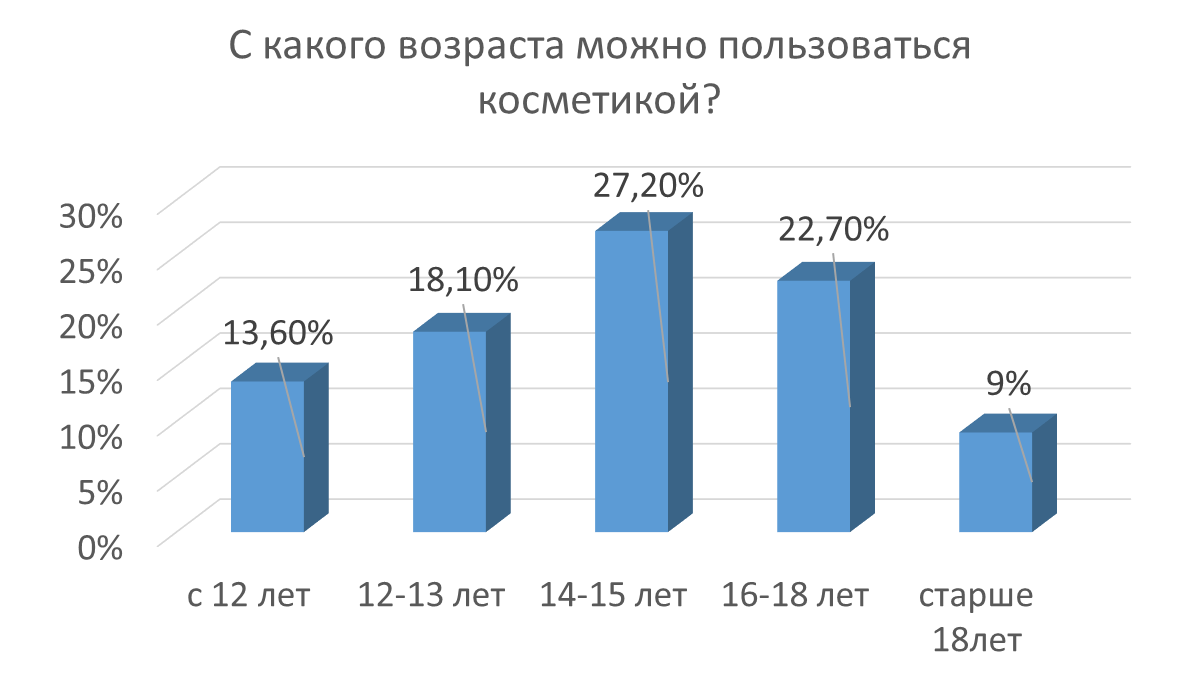 С какого возраста можно пользоваться
косметикой?
30%
25%
20%
15%
10%
5%
0%
13,60%
18,10%
27,20%
22,70%
9%
с 12 лет
12-13 лет
14-15 лет
16-18 лет
старше
18лет